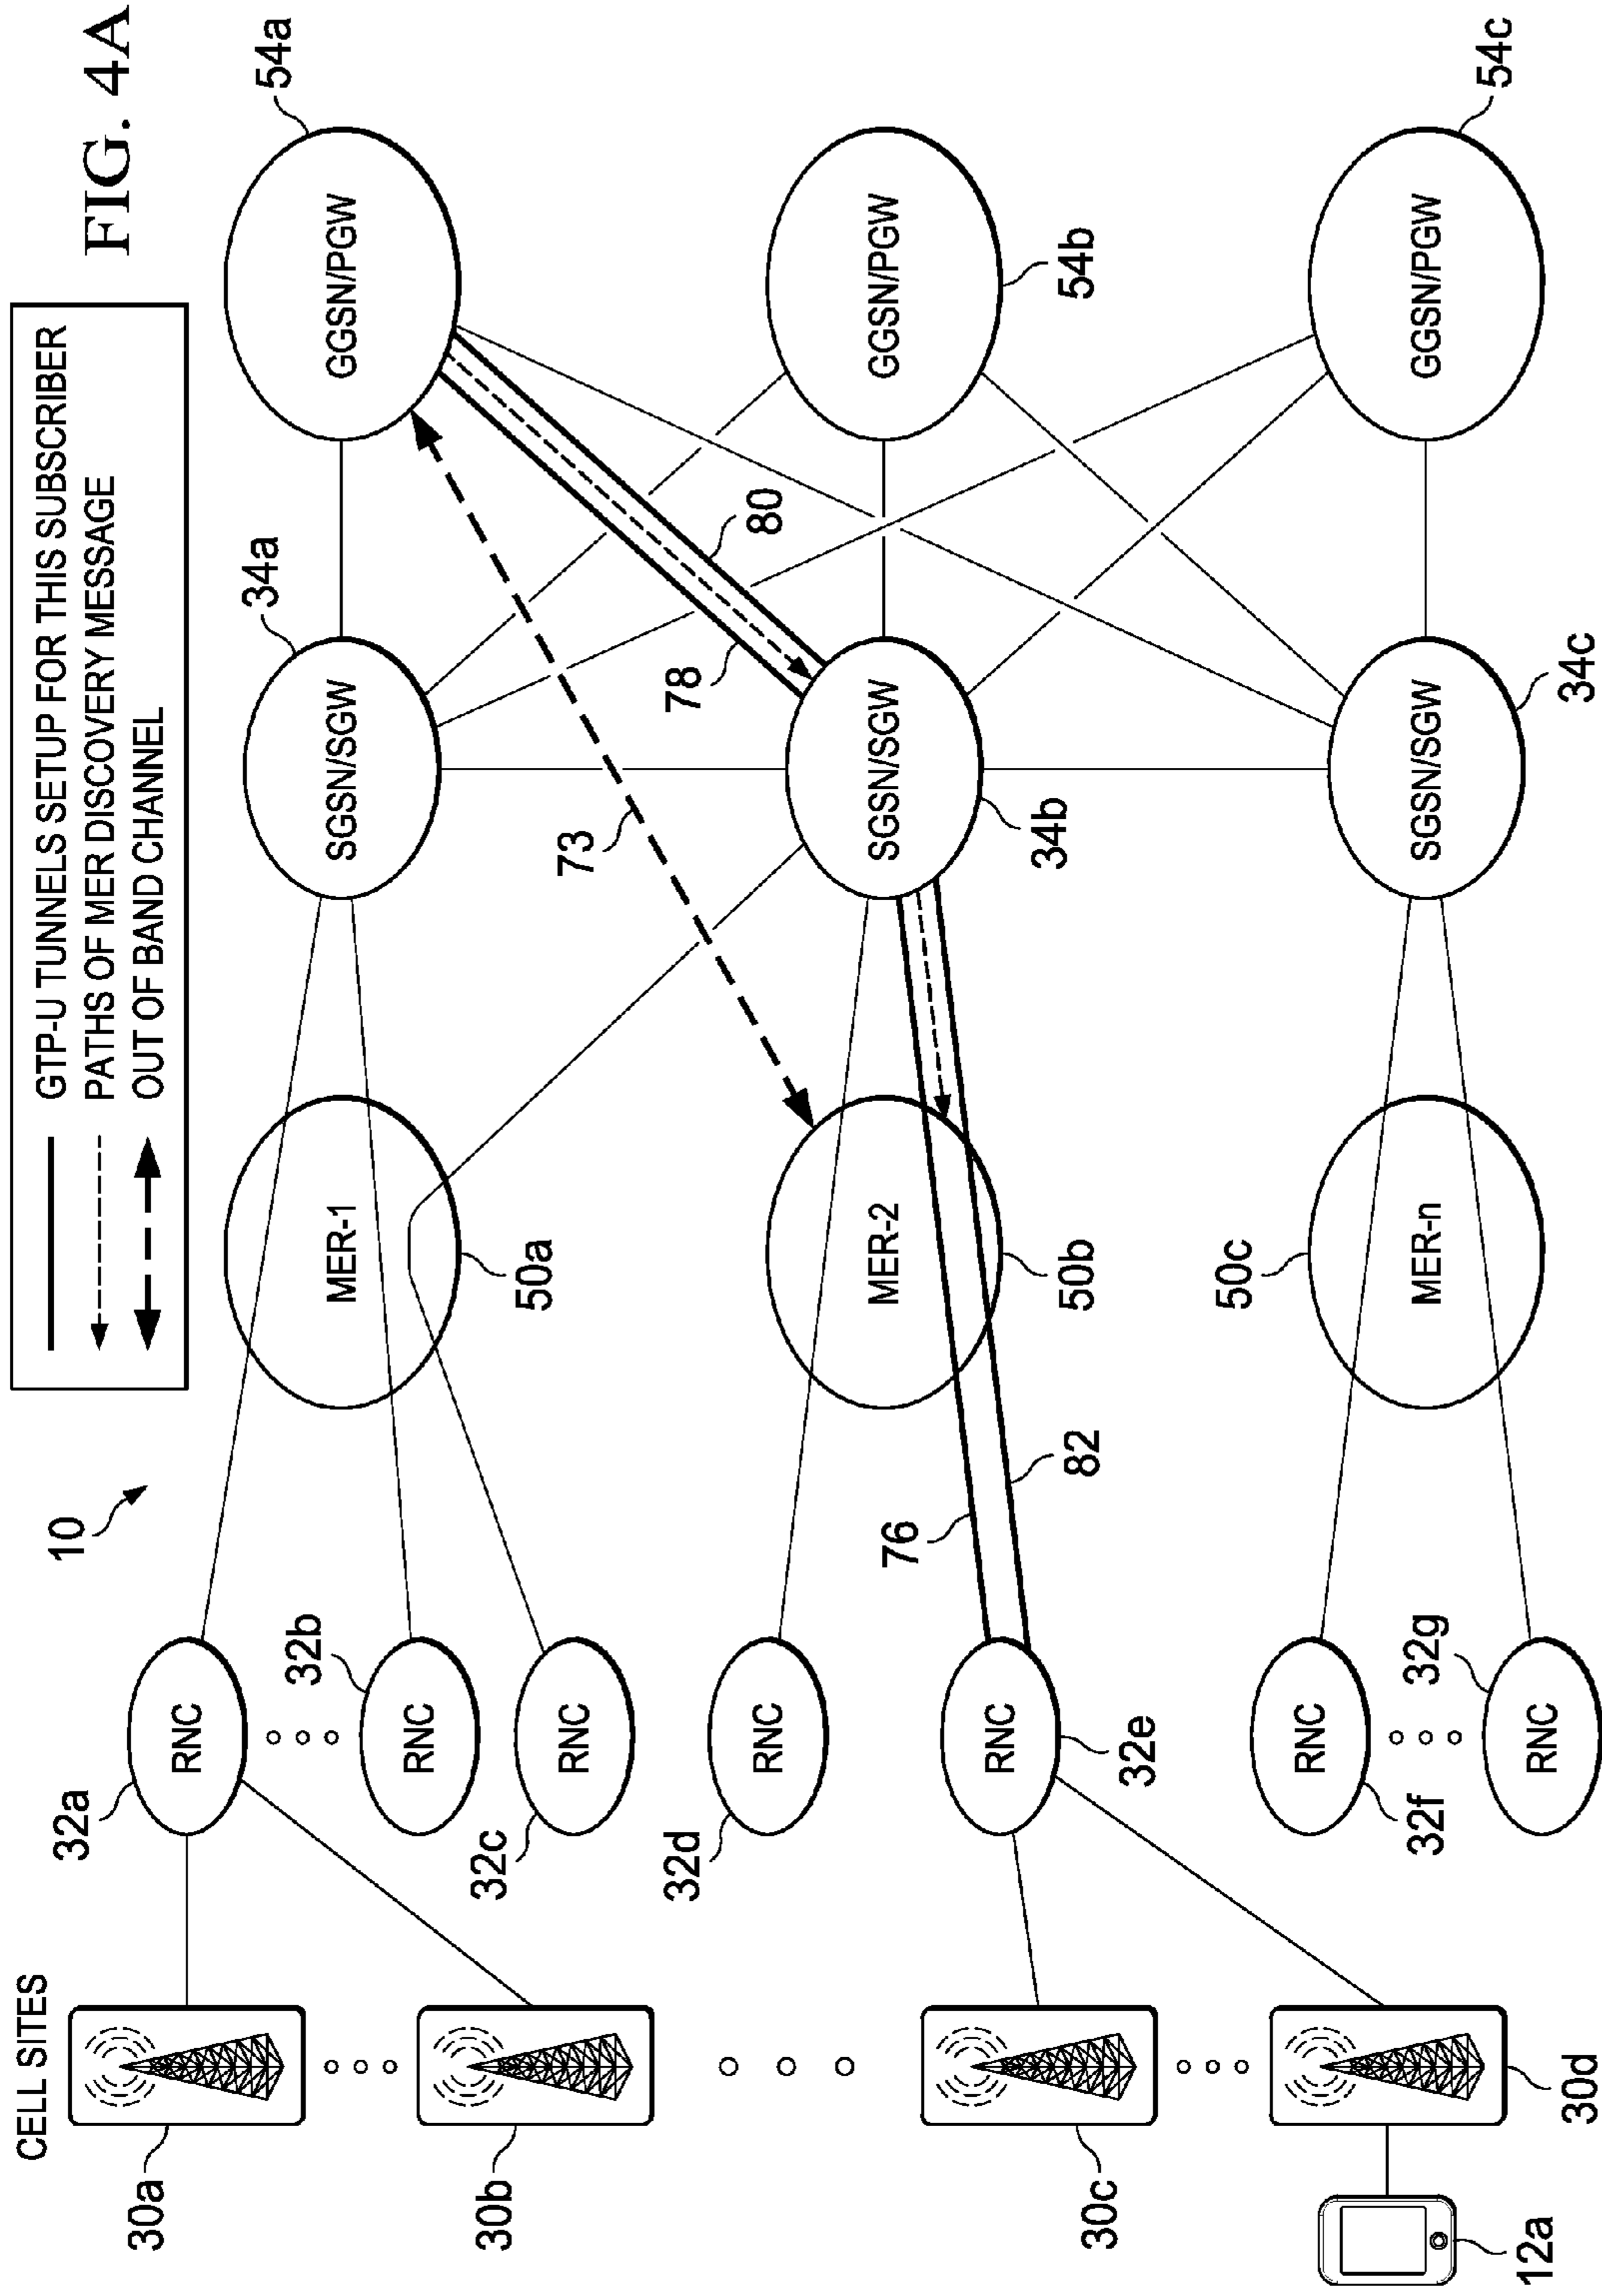 FIG. 4A
GTP-U TUNNELS SETUP FOR THIS SUBSCRIBER
PATHS OF MER DISCOVERY MESSAGE
OUT OF BAND CHANNEL
10
CELL SITES
30a
30b
30c
30d
12a
32a
RNC
32b
RNC
32c
RNC
32d
RNC
RNC
32e
RNC
32f
32g
RNC
76
82
MER-1
50a
MER-2
50b
50c
MER-n
73
34a
SGSN/SGW
SGSN/SGW
34b
SGSN/SGW
34c
78
80
54a
GGSN/PGW
GGSN/PGW
54b
GGSN/PGW
54c